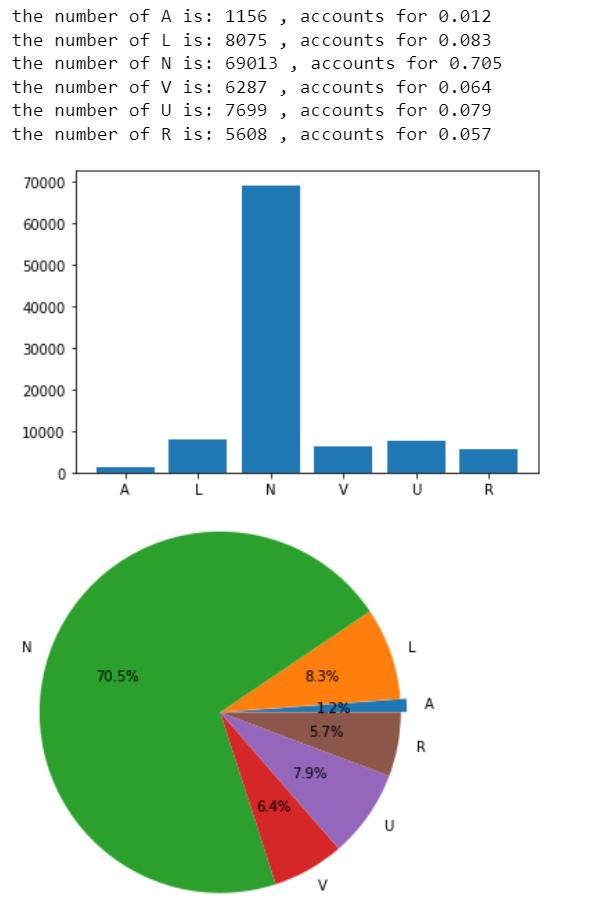 the number of A is: 1156 , accounts for 0.012
the number of L is: 8075 , accounts for 0.083
the number of N is: 69013 , accounts for 0.705
the number of V is: 6287 , accounts for 0.064
the number of U is: 7699 , accounts for 0.079
the number of R is: 5608 , accounts for 0.057
70000
60000
50000
40000
30000
20000
10000
0
A L N V U R
N
L
70.5%
8.3%
A
1.2%
5.7%
R
7.9%
6.4%
U
V